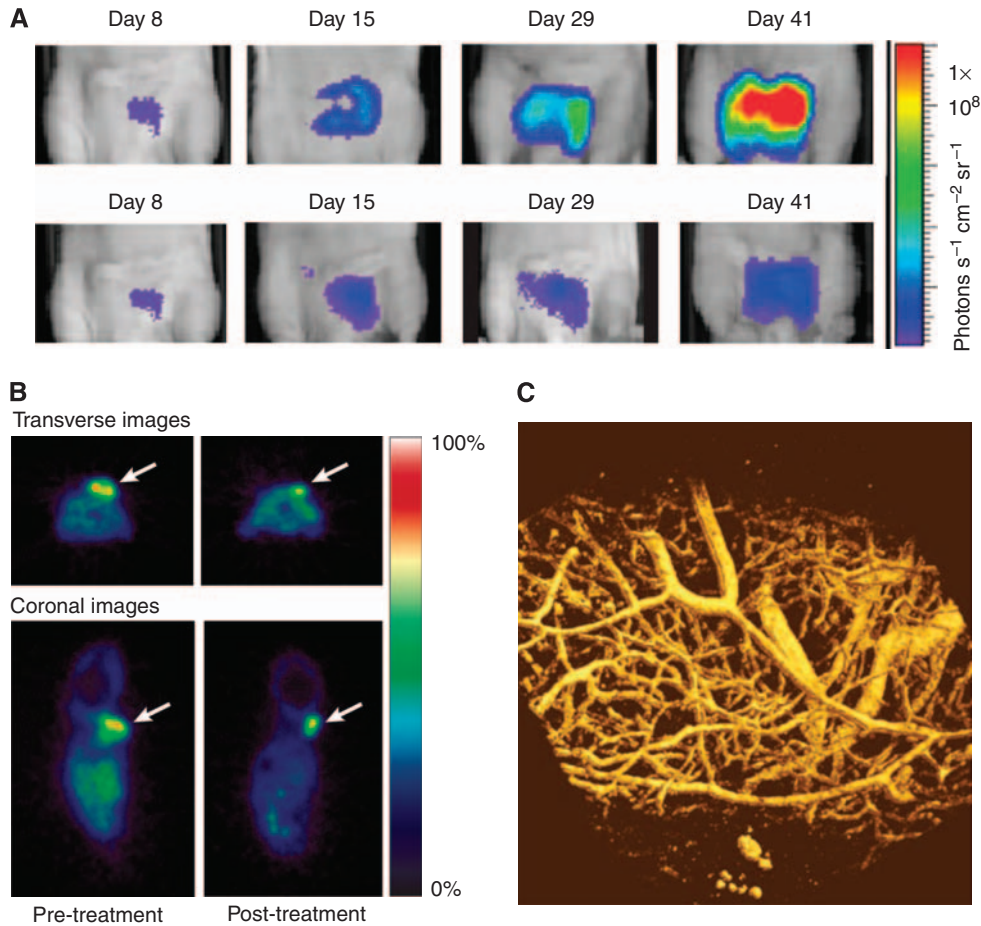 A
Day 8 Day 15 Day 29 Day 41
1×
10⁸
Day 8 Day 15 Day 29 Day 41
Photons s⁻¹ cm⁻² sr⁻¹
B
C
Transverse images
100%
Coronal images
0%
Pre-treatment Post-treatment